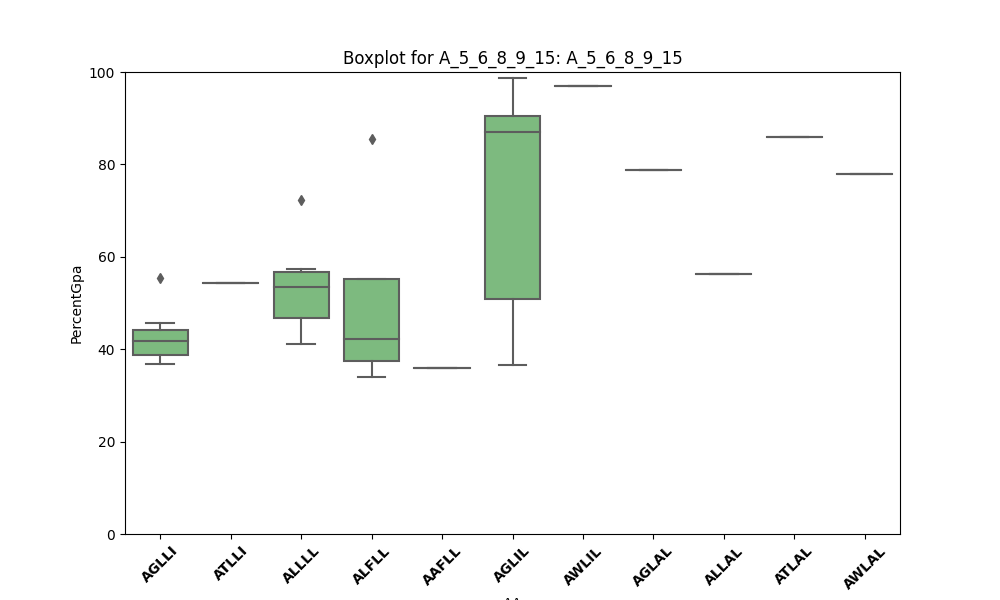 Boxplot for A_5_6_8_9_15: A_5_6_8_9_15
PercentGpa
100
80
60
40
20
0
AGLLI
ATLLI
ALLLL
ALFLL
AAFLL
AGLIL
AWLIL
AGLAL
ALLAL
ATLAL
AWLAL